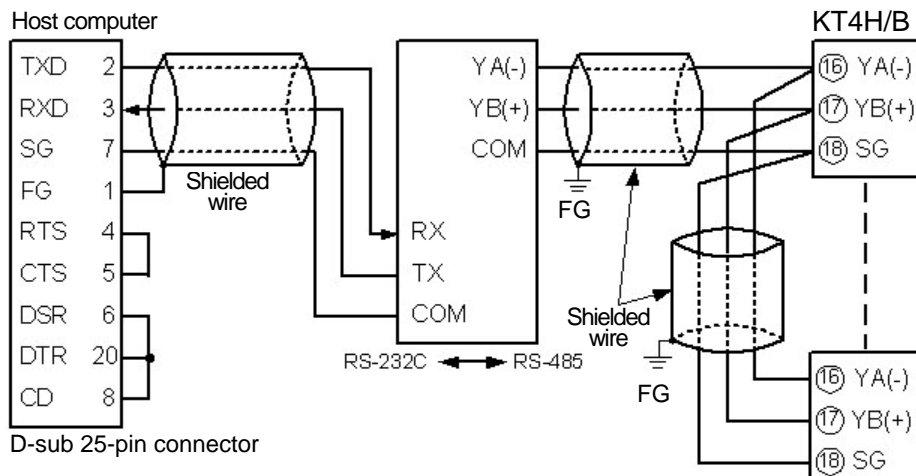 Host computer
TXD 2
RXD 3
SG 7
FG 1
RTS 4
CTS 5
DSR 6
DTR 20
CD 8
D-sub 25-pin connector
Shielded
wire
YA(-)
YB(+)
COM
RX
TX
COM
RS-232C RS-485
FG
Shielded
wire
FG
KT4H/B
16 YA(-)
17 YB(+)
18 SG
16 YA(-)
17 YB(+)
18 SG